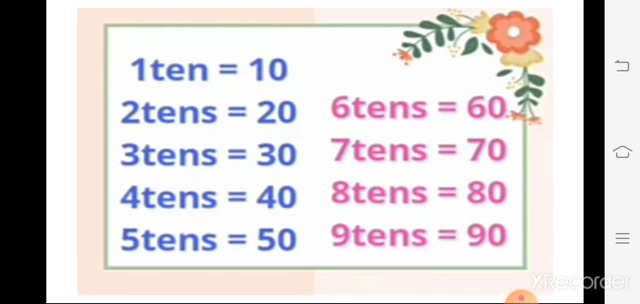 1ten = 10
2tens = 20
3tens = 30
4tens = 40
5tens = 50
6tens = 60
7tens = 70
8tens = 80
9tens = 90
XRecorder